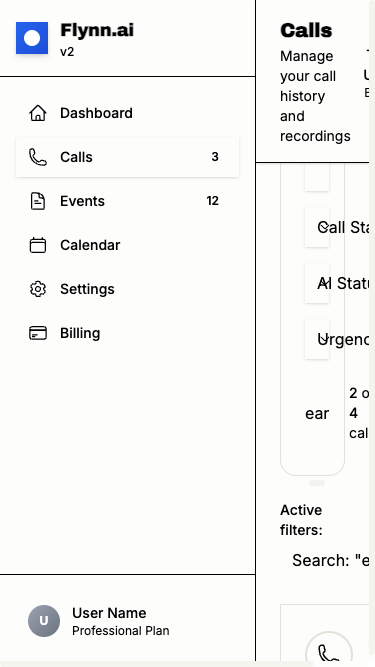 Flynn.ai
v2
Dashboard
Calls 3
Events 12
Calendar
Settings
Billing
U
User Name
Professional Plan
Calls
Manage
your call
history
and
recordings
Call Sta
AI Statu
Urgenc
ear
2 o
4
cal
Active
filters:
Search: "e